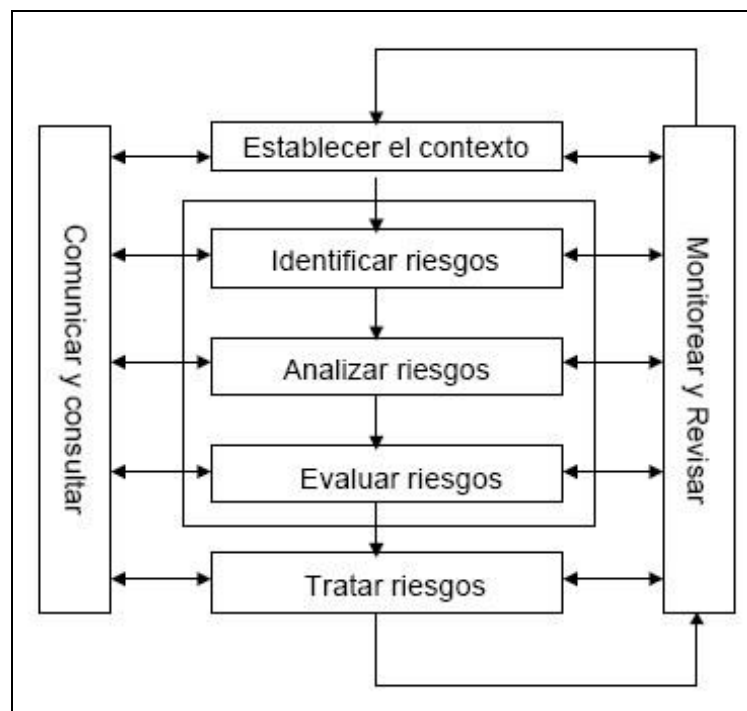 Establecer el contexto
Identificar riesgos
Analizar riesgos
Evaluar riesgos
Tratar riesgos
Comunicar y consultar
Monitorear y Revisar